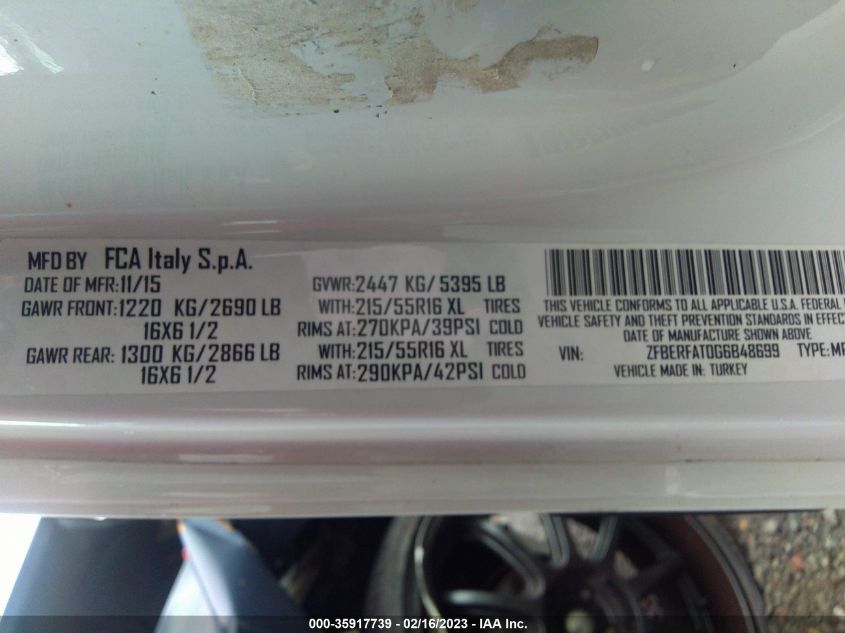 MFD BY FCA Italy S.p.A.
DATE OF MFR:11/15 GVWR:2447 KG/5395 LB
GAWR FRONT:1220 KG/2690 LB WITH:215/55R16 XL TIRES
16X6 1/2 RIMS AT:270KPA/39PSI COLD
GAWR REAR:1300 KG/2866 LB WITH:215/55R16 XL TIRES
16X6 1/2 RIMS AT:290KPA/42PSI COLD
THIS VEHICLE CONFORMS TO ALL APPLICABLE U.S.A. FEDERAL
VEHICLE SAFETY AND THEFT PREVENTION STANDARDS IN EFFEC
DATE OF MANUFACTURE SHOWN ABOVE
VIN: ZFBERFAT0G6B48699 TYPE:MP
VEHICLE MADE IN: TURKEY
000-35917739 - 02/16/2023 - IAA Inc.